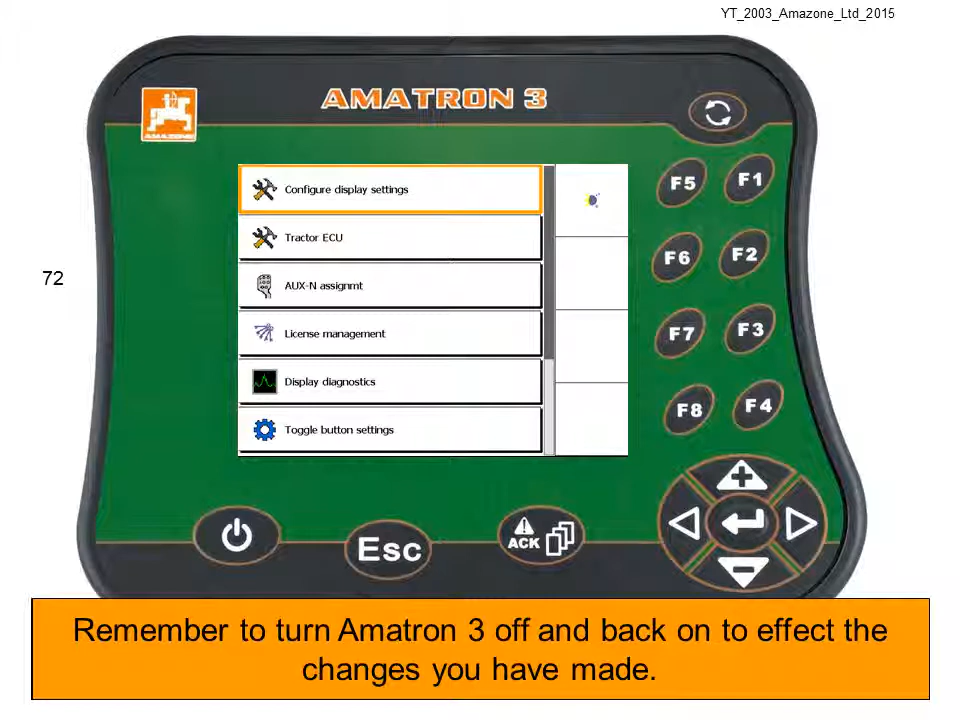 YT_2003_Amazone_Ltd_2015
AMATRON 3
AMAZONE
F5
F1
Configure display settings
Tractor ECU
F6
F2
72
AUX-N assignmt
License management
F7
F3
Display diagnostics
F8
F4
Toggle button settings
Esc
ACK
Remember to turn Amatron 3 off and back on to effect the
changes you have made.